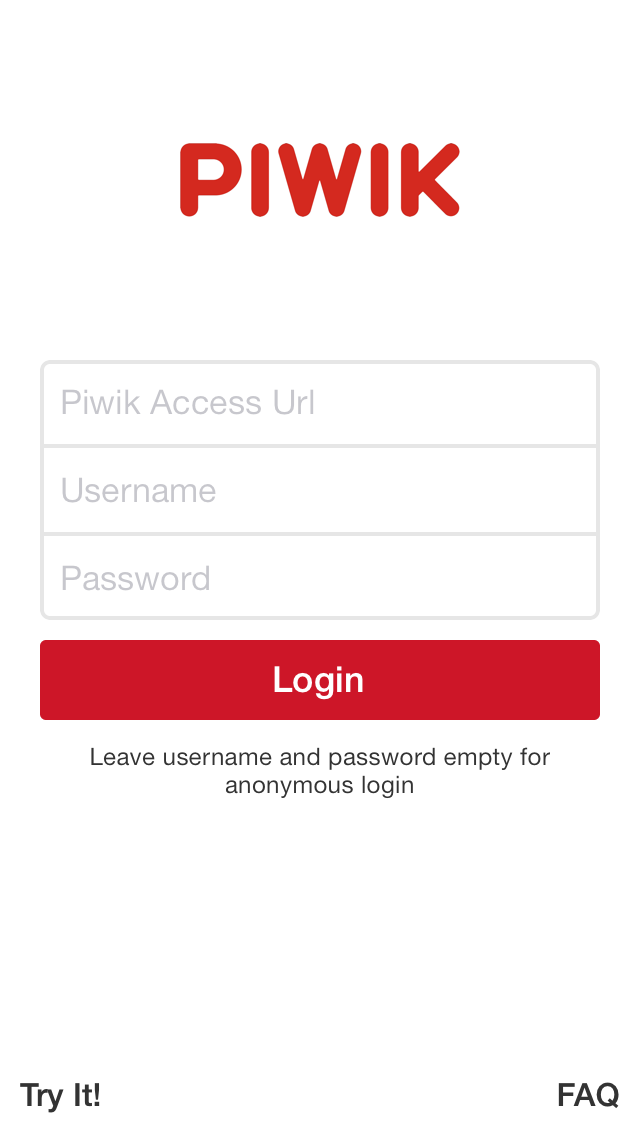 PIWIK
Piwik Access Url
Username
Password
Login
Leave username and password empty for
anonymous login
Try It!
FAQ